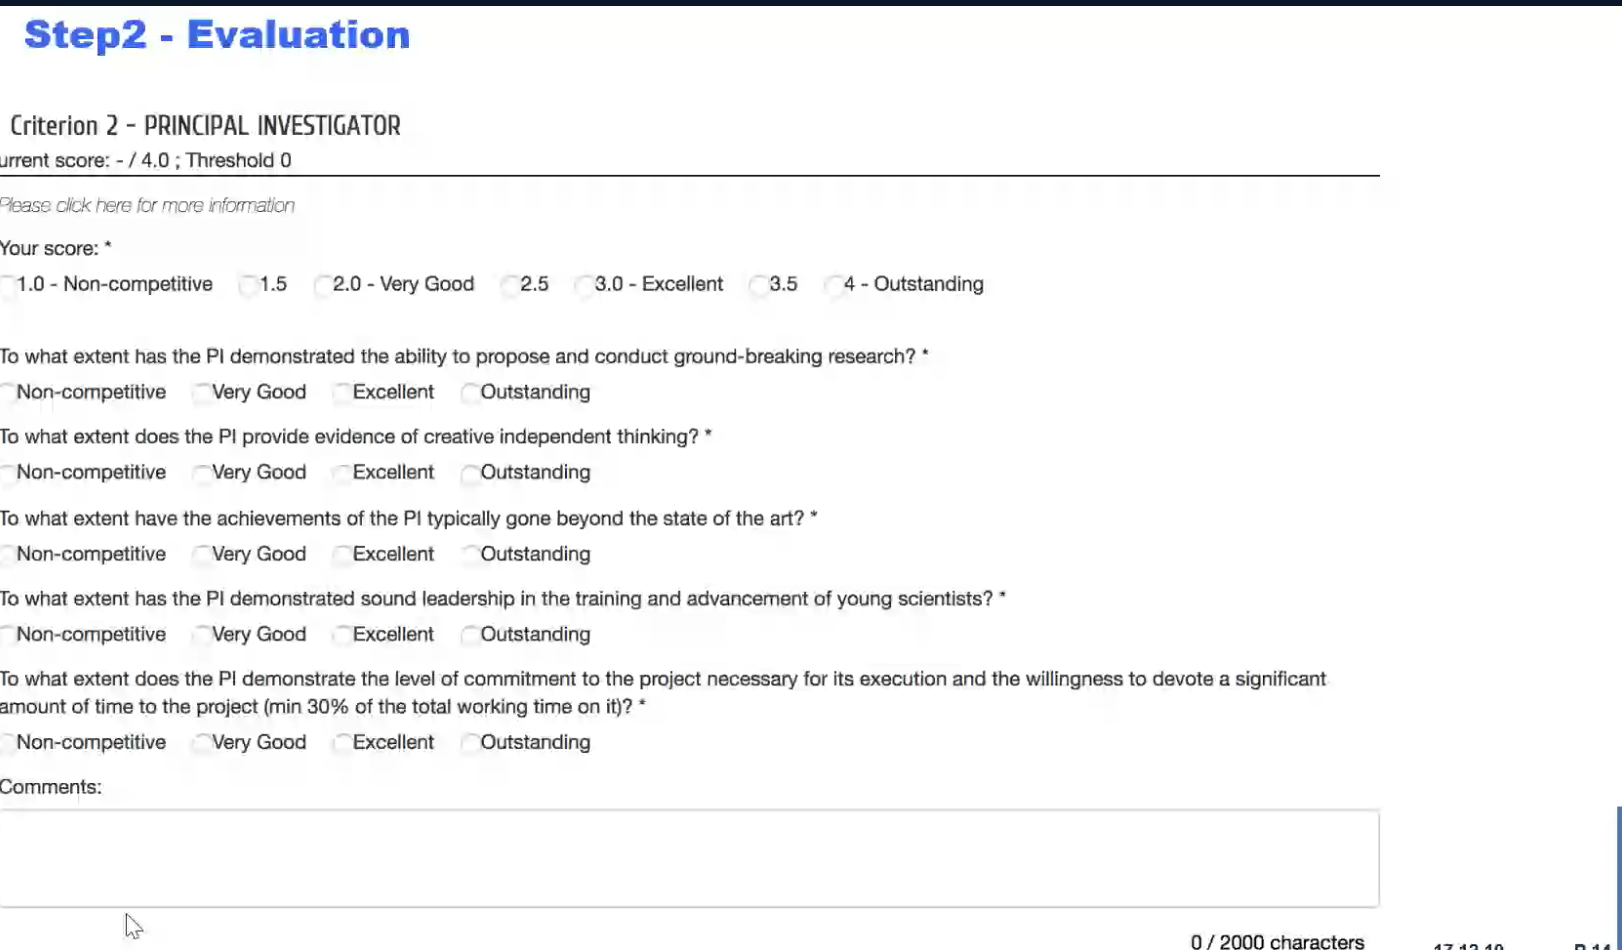 Step2 - Evaluation
Criterion 2 - PRINCIPAL INVESTIGATOR
urrent score: - / 4.0 ; Threshold 0
Please click here for more information
Your score: *
1.0 - Non-competitive 1.5 2.0 - Very Good 2.5 3.0 - Excellent 3.5 4 - Outstanding
To what extent has the PI demonstrated the ability to propose and conduct ground-breaking research? *
Non-competitive Very Good Excellent Outstanding
To what extent does the PI provide evidence of creative independent thinking? *
Non-competitive Very Good Excellent Outstanding
To what extent have the achievements of the PI typically gone beyond the state of the art? *
Non-competitive Very Good Excellent Outstanding
To what extent has the PI demonstrated sound leadership in the training and advancement of young scientists? *
Non-competitive Very Good Excellent Outstanding
To what extent does the PI demonstrate the level of commitment to the project necessary for its execution and the willingness to devote a significant
amount of time to the project (min 30% of the total working time on it)? *
Non-competitive Very Good Excellent Outstanding
Comments:
0 / 2000 characters